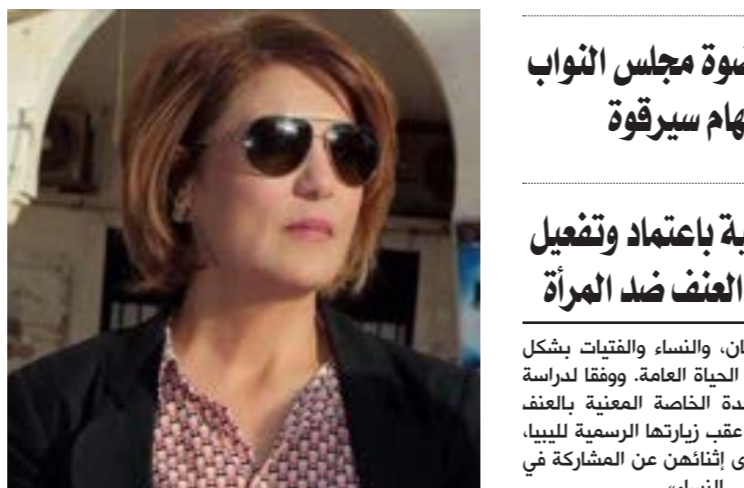 ضوة مجلس النواب
هام سيرقوة
ية باعتماد وتفعيل
العنف ضد المرأة
ان، والنساء والفتيات بشكل
الحياة العامة. ووفقا لدراسة
دة الخاصة المعنية بالعنف
عقب زيارتها الرسمية لليبيا،
ى إثنائهن عن المشاركة في